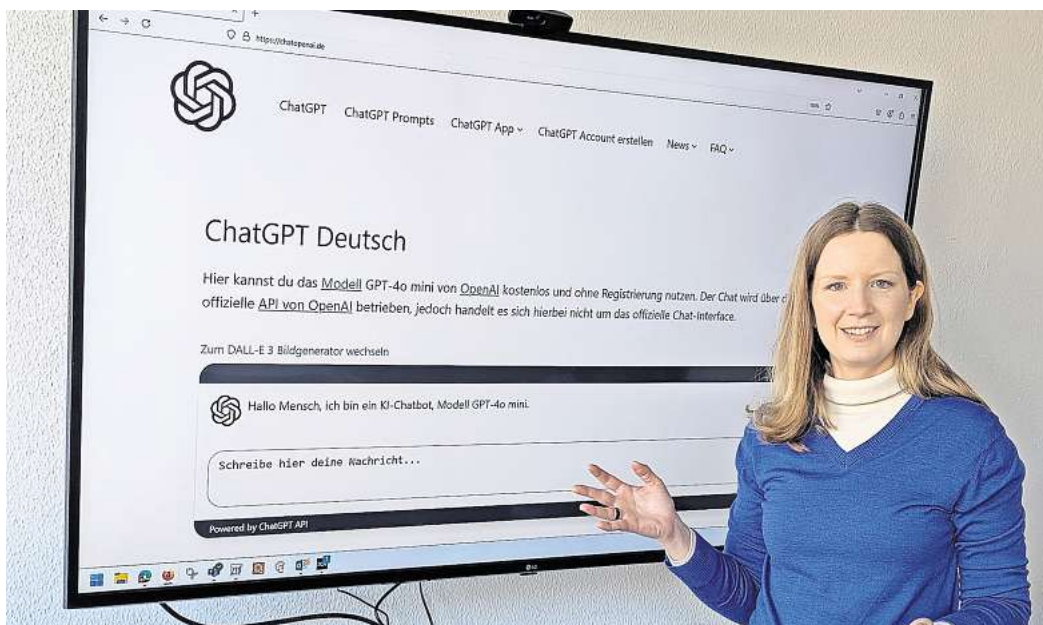 https://chatopenai.de
ChatGPT ChatGPT Prompts ChatGPT App ChatGPT Account erstellen News FAQ
ChatGPT Deutsch
Hier kannst du das Modell GPT-4o mini von OpenAI kostenlos und ohne Registrierung nutzen. Der Chat wird über
offizielle API von OpenAI betrieben, jedoch handelt es sich hierbei nicht um das offizielle Chat-Interface.
Zum DALL-E 3 Bildgenerator wechseln
Hallo Mensch, ich bin ein KI-Chatbot, Modell GPT-4o mini.
Schreibe hier deine Nachricht...
Powered by ChatGPT API
LG